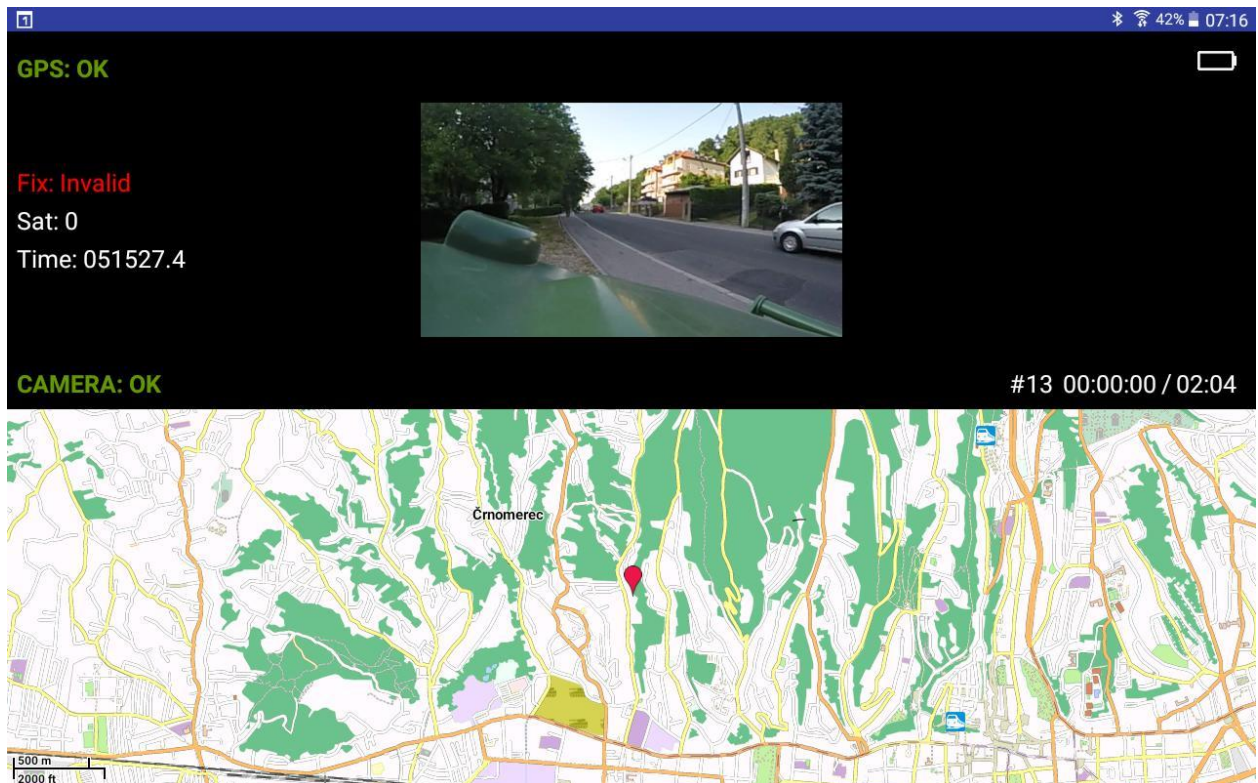 1
42% 07:16
GPS: OK
Fix: Invalid
Sat: 0
Time: 051527.4
CAMERA: OK
#13 00:00:00 / 02:04
Črnomerec
500 m
2000 ft